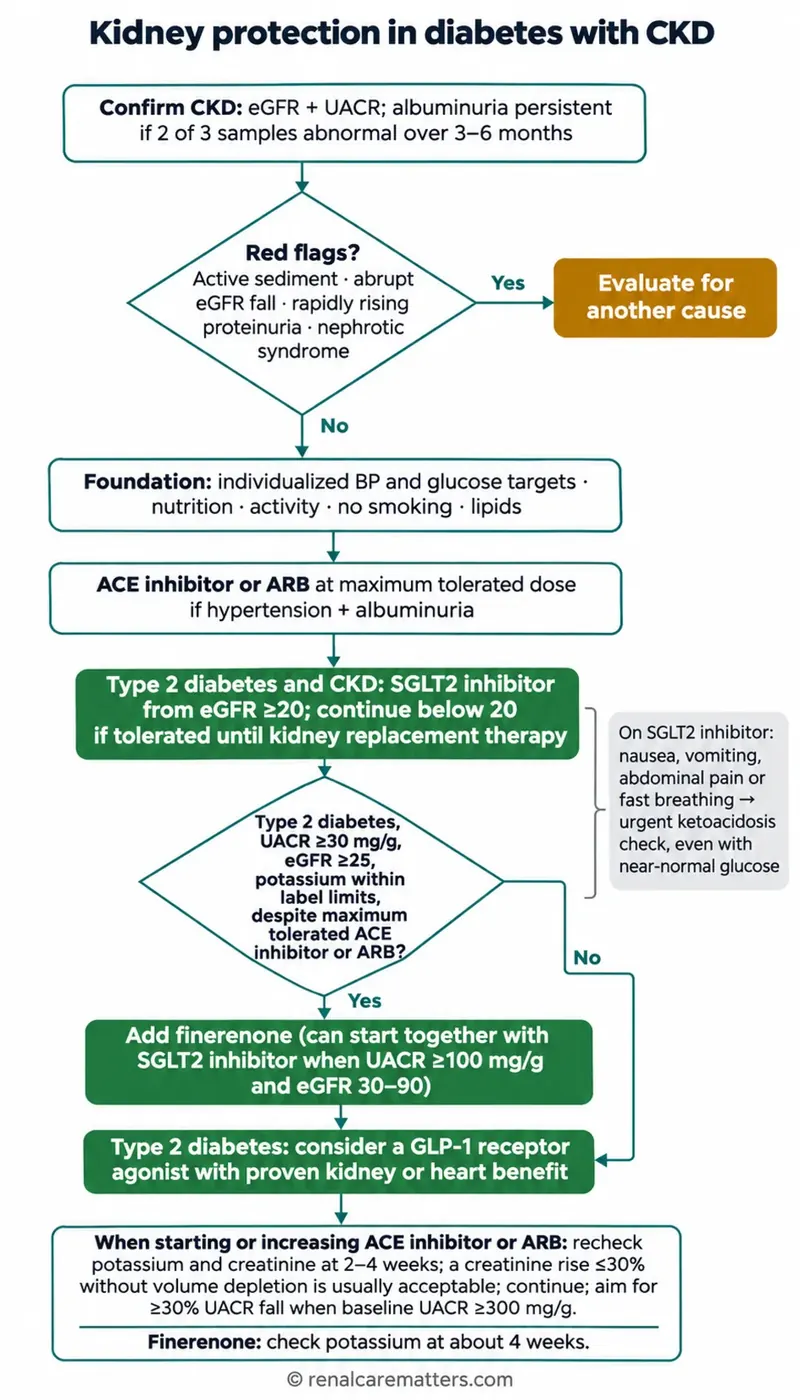 Kidney protection in diabetes with CKD
Confirm CKD: eGFR + UACR; albuminuria persistent
if 2 of 3 samples abnormal over 3–6 months
Red flags?
Active sediment · abrupt
eGFR fall · rapidly rising
proteinuria · nephrotic
syndrome
Yes
Evaluate for
another cause
No
Foundation: individualized BP and glucose targets ·
nutrition · activity · no smoking · lipids
ACE inhibitor or ARB at maximum tolerated dose
if hypertension + albuminuria
Type 2 diabetes and CKD: SGLT2 inhibitor
from eGFR ≥20; continue below 20
if tolerated until kidney replacement therapy
On SGLT2 inhibitor:
nausea, vomiting,
abdominal pain or
fast breathing →
urgent ketoacidosis
check, even with
near-normal glucose
Type 2 diabetes,
UACR ≥30 mg/g,
eGFR ≥25,
potassium within
label limits,
despite maximum
tolerated ACE
inhibitor or ARB?
No
Yes
Add finerenone (can start together with
SGLT2 inhibitor when UACR ≥100 mg/g
and eGFR 30–90)
Type 2 diabetes: consider a GLP-1 receptor
agonist with proven kidney or heart benefit
When starting or increasing ACE inhibitor or ARB: recheck
potassium and creatinine at 2–4 weeks; a creatinine rise ≤30%
without volume depletion is usually acceptable; continue; aim for
≥30% UACR fall when baseline UACR ≥300 mg/g.
Finerenone: check potassium at about 4 weeks.
© renalcarematters.com